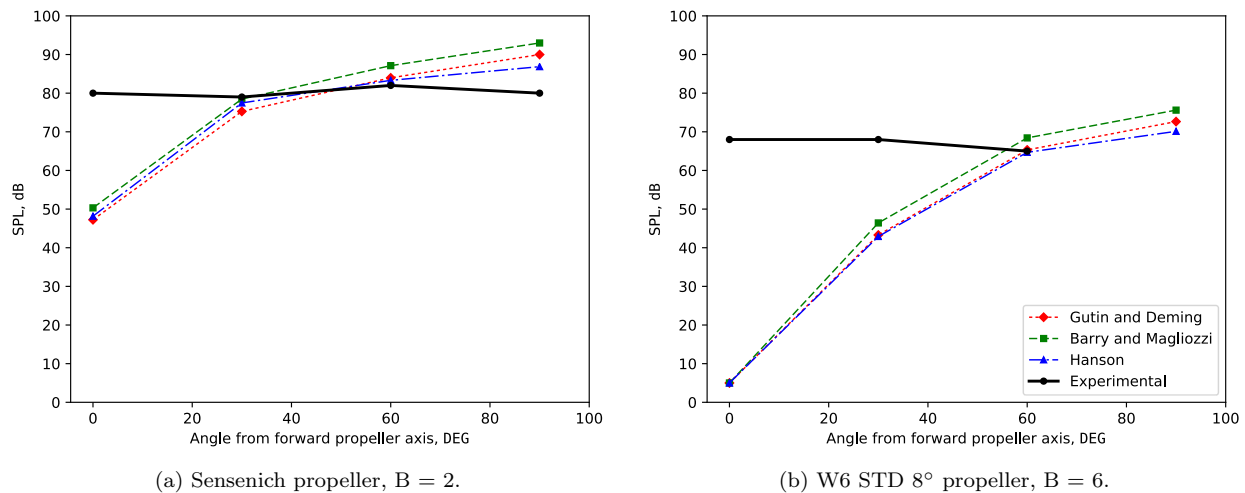 100
90
80
70
60
50
40
30
20
10
0
SPL, dB
0 20 40 60 80 100
Angle from forward propeller axis, DEG
(a) Sensenich propeller, B = 2.
100
90
80
70
60
50
40
30
20
10
0
SPL, dB
Gutin and Deming
Barry and Magliozzi
Hanson
Experimental
0 20 40 60 80 100
Angle from forward propeller axis, DEG
(b) W6 STD 8° propeller, B = 6.